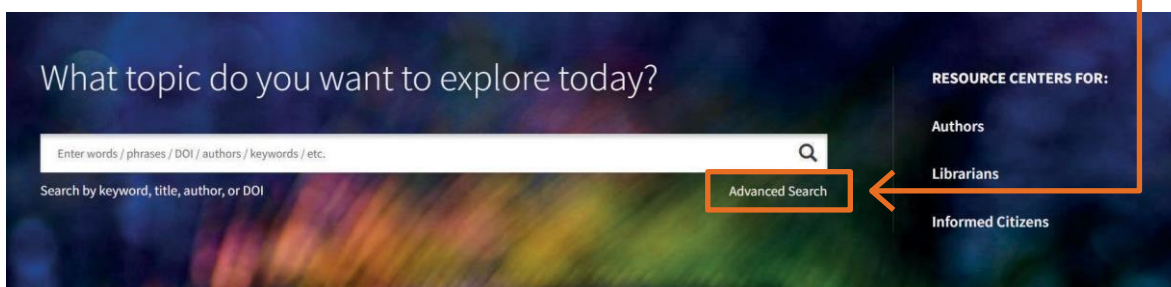 What topic do you want to explore today?
Enter words / phrases / DOI / authors / keywords / etc.
Search by keyword, title, author, or DOI
Advanced Search
RESOURCE CENTERS FOR:
Authors
Librarians
Informed Citizens